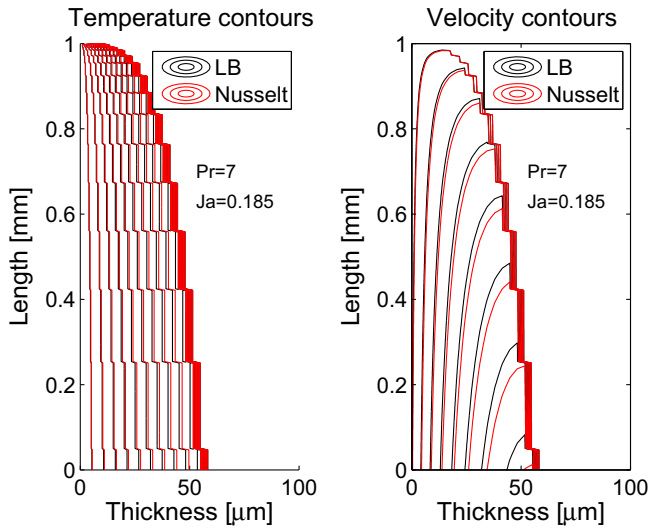 Temperature contours
Velocity contours
1
0.8
0.6
0.4
0.2
0
Length [mm]
LB
Nusselt
Pr=7
Ja=0.185
0
50
100
Thickness [μm]
1
0.8
0.6
0.4
0.2
0
Length [mm]
LB
Nusselt
Pr=7
Ja=0.185
0
50
100
Thickness [μm]